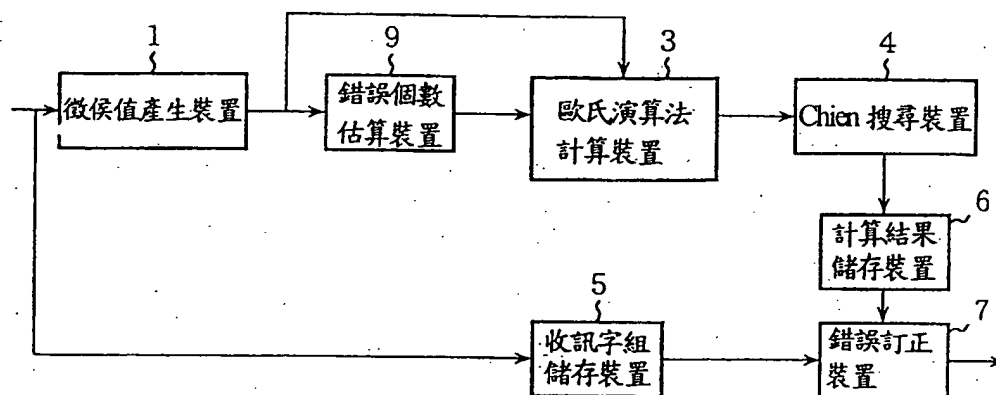 1
徵候值產生裝置
9
錯誤個數
估算裝置
3
歐氏演算法
計算裝置
4
Chien 搜尋裝置
6
計算結果
儲存裝置
5
收訊字組
儲存裝置
7
錯誤訂正
裝置